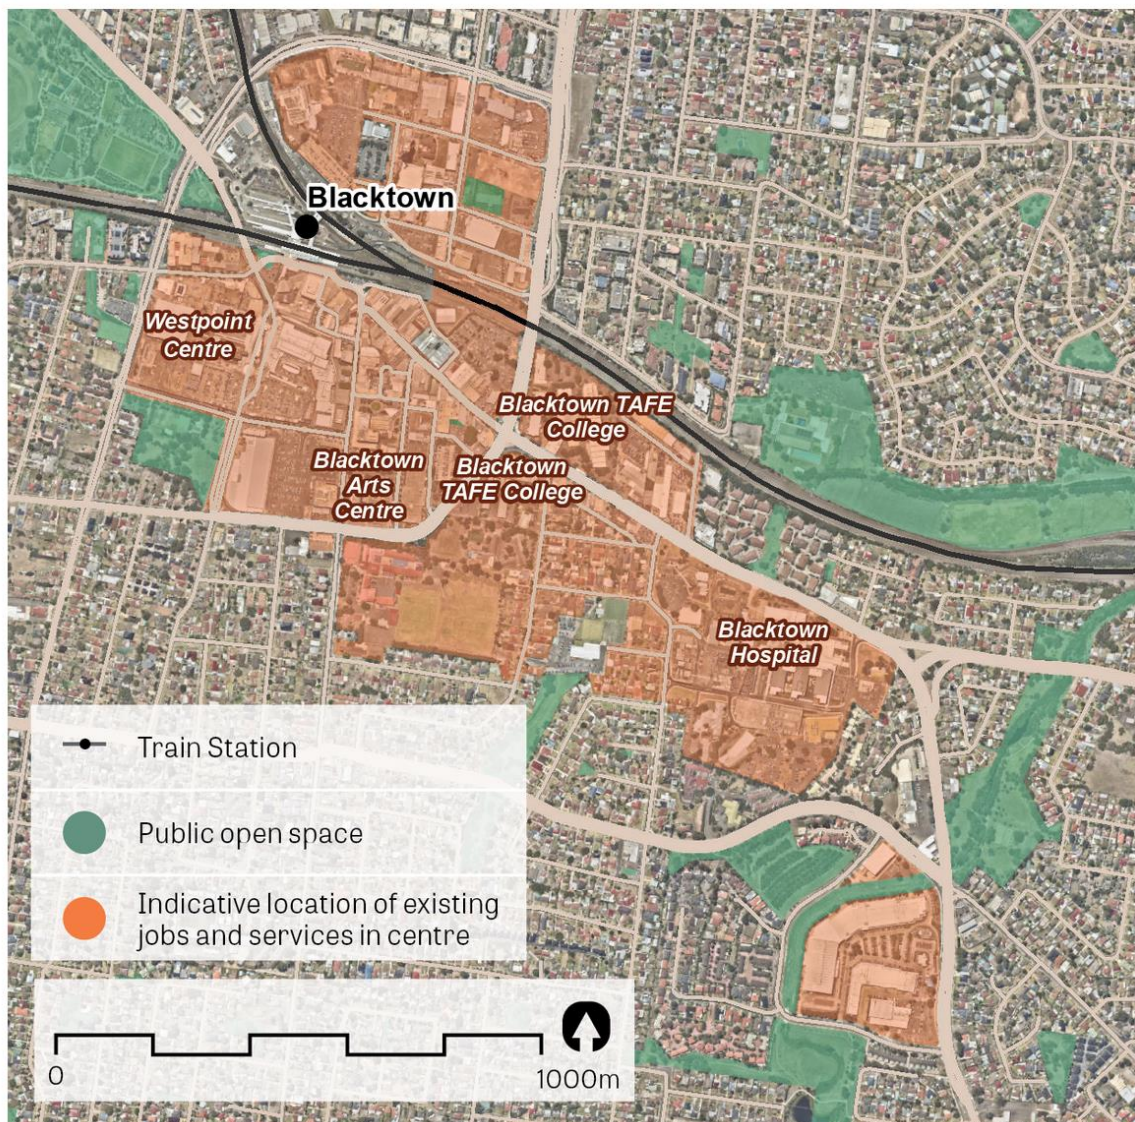 Blacktown
Westpoint
Centre
Blacktown TAFE
College
Blacktown
Arts
Centre
Blacktown
TAFE College
Blacktown
Hospital
Train Station
Public open space
Indicative location of existing
jobs and services in centre
0
1000m